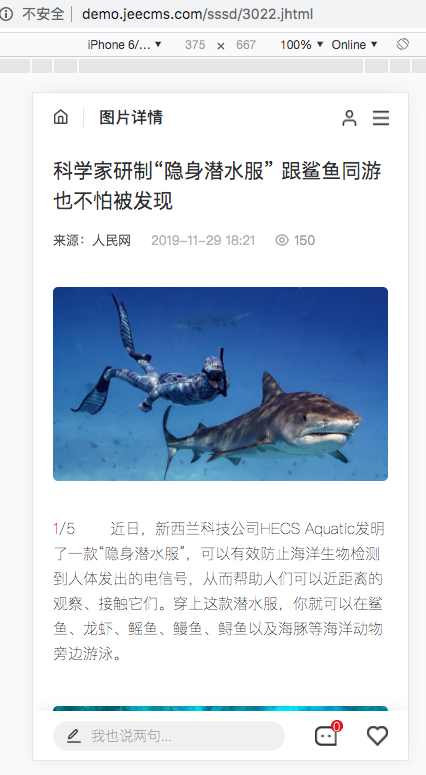 不安全 | demo.jeecms.com/sssd/3022.jhtml
iPhone 6/... ▼ 375 × 667 100% ▼ Online ▼
图片详情
科学家研制“隐身潜水服” 跟鲨鱼同游
也不怕被发现
来源：人民网 2019-11-29 18:21 150
1/5 近日，新西兰科技公司HECS Aquatic发明
了一款“隐身潜水服”，可以有效防止海洋生物检测
到人体发出的电信号，从而帮助人们可以近距离的
观察、接触它们。穿上这款潜水服，你就可以在鲨
鱼、龙虾、鳐鱼、鳗鱼、鲟鱼以及海豚等海洋动物
旁边游泳。
我也说两句... 0